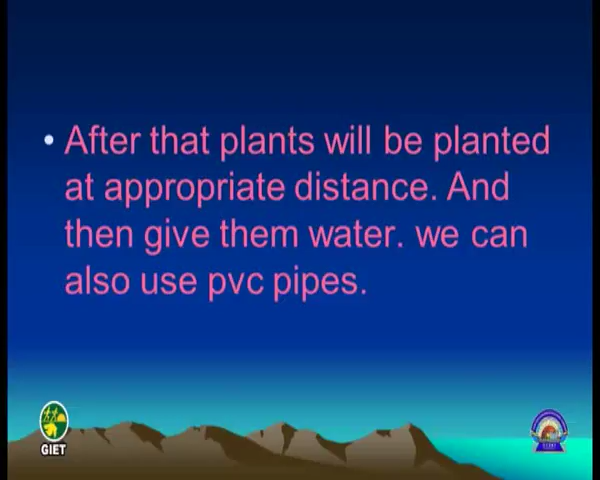 • After that plants will be planted
at appropriate distance. And
then give them water. we can
also use pvc pipes.
GIET